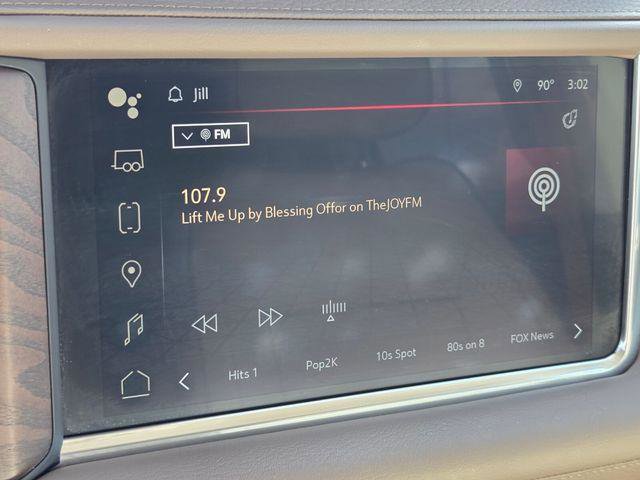 Jill
90° 3:02
FM
107.9
Lift Me Up by Blessing Offor on TheJOYFM
Hits 1 Pop2K 10s Spot 80s on 8 FOX News